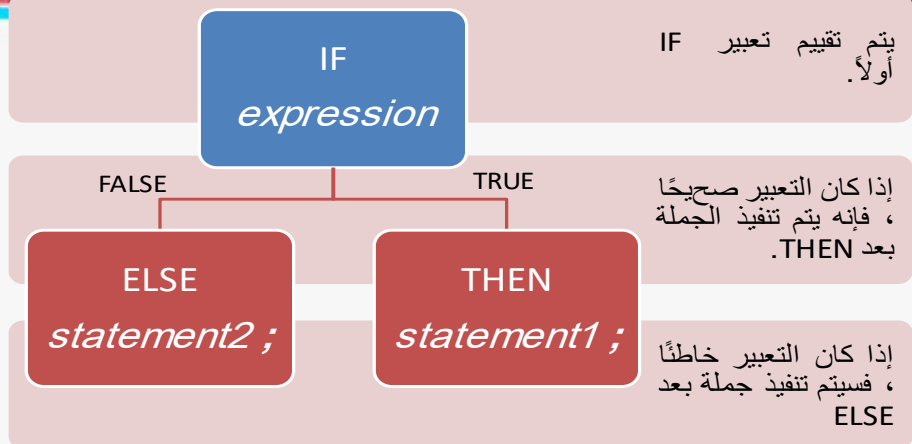 يتم تقييم تعبير IF
أولاً.
IF
expression
إذا كان التعبير صحيحًا
، فإنه يتم تنفيذ الجملة
بعد THEN.
TRUE
FALSE
THEN
statement1 ;
ELSE
statement2 ;
إذا كان التعبير خاطئًا
، فسيتم تنفيذ جملة بعد
ELSE